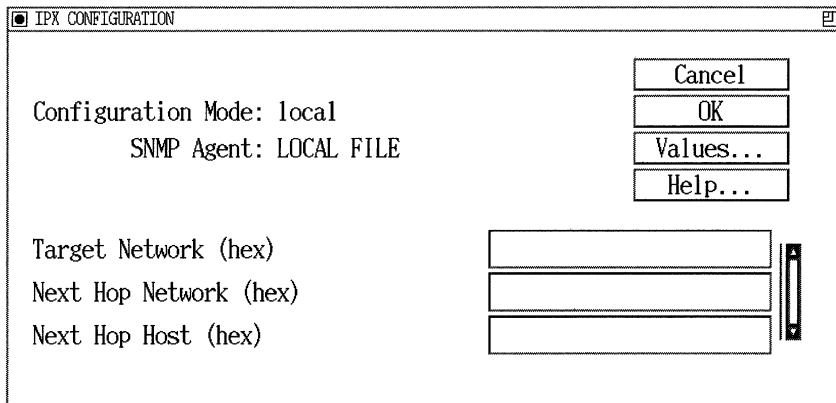 IPX CONFIGURATION
Cancel
Configuration Mode: local
OK
SNMP Agent: LOCAL FILE
Values...
Help...
Target Network (hex)
Next Hop Network (hex)
Next Hop Host (hex)